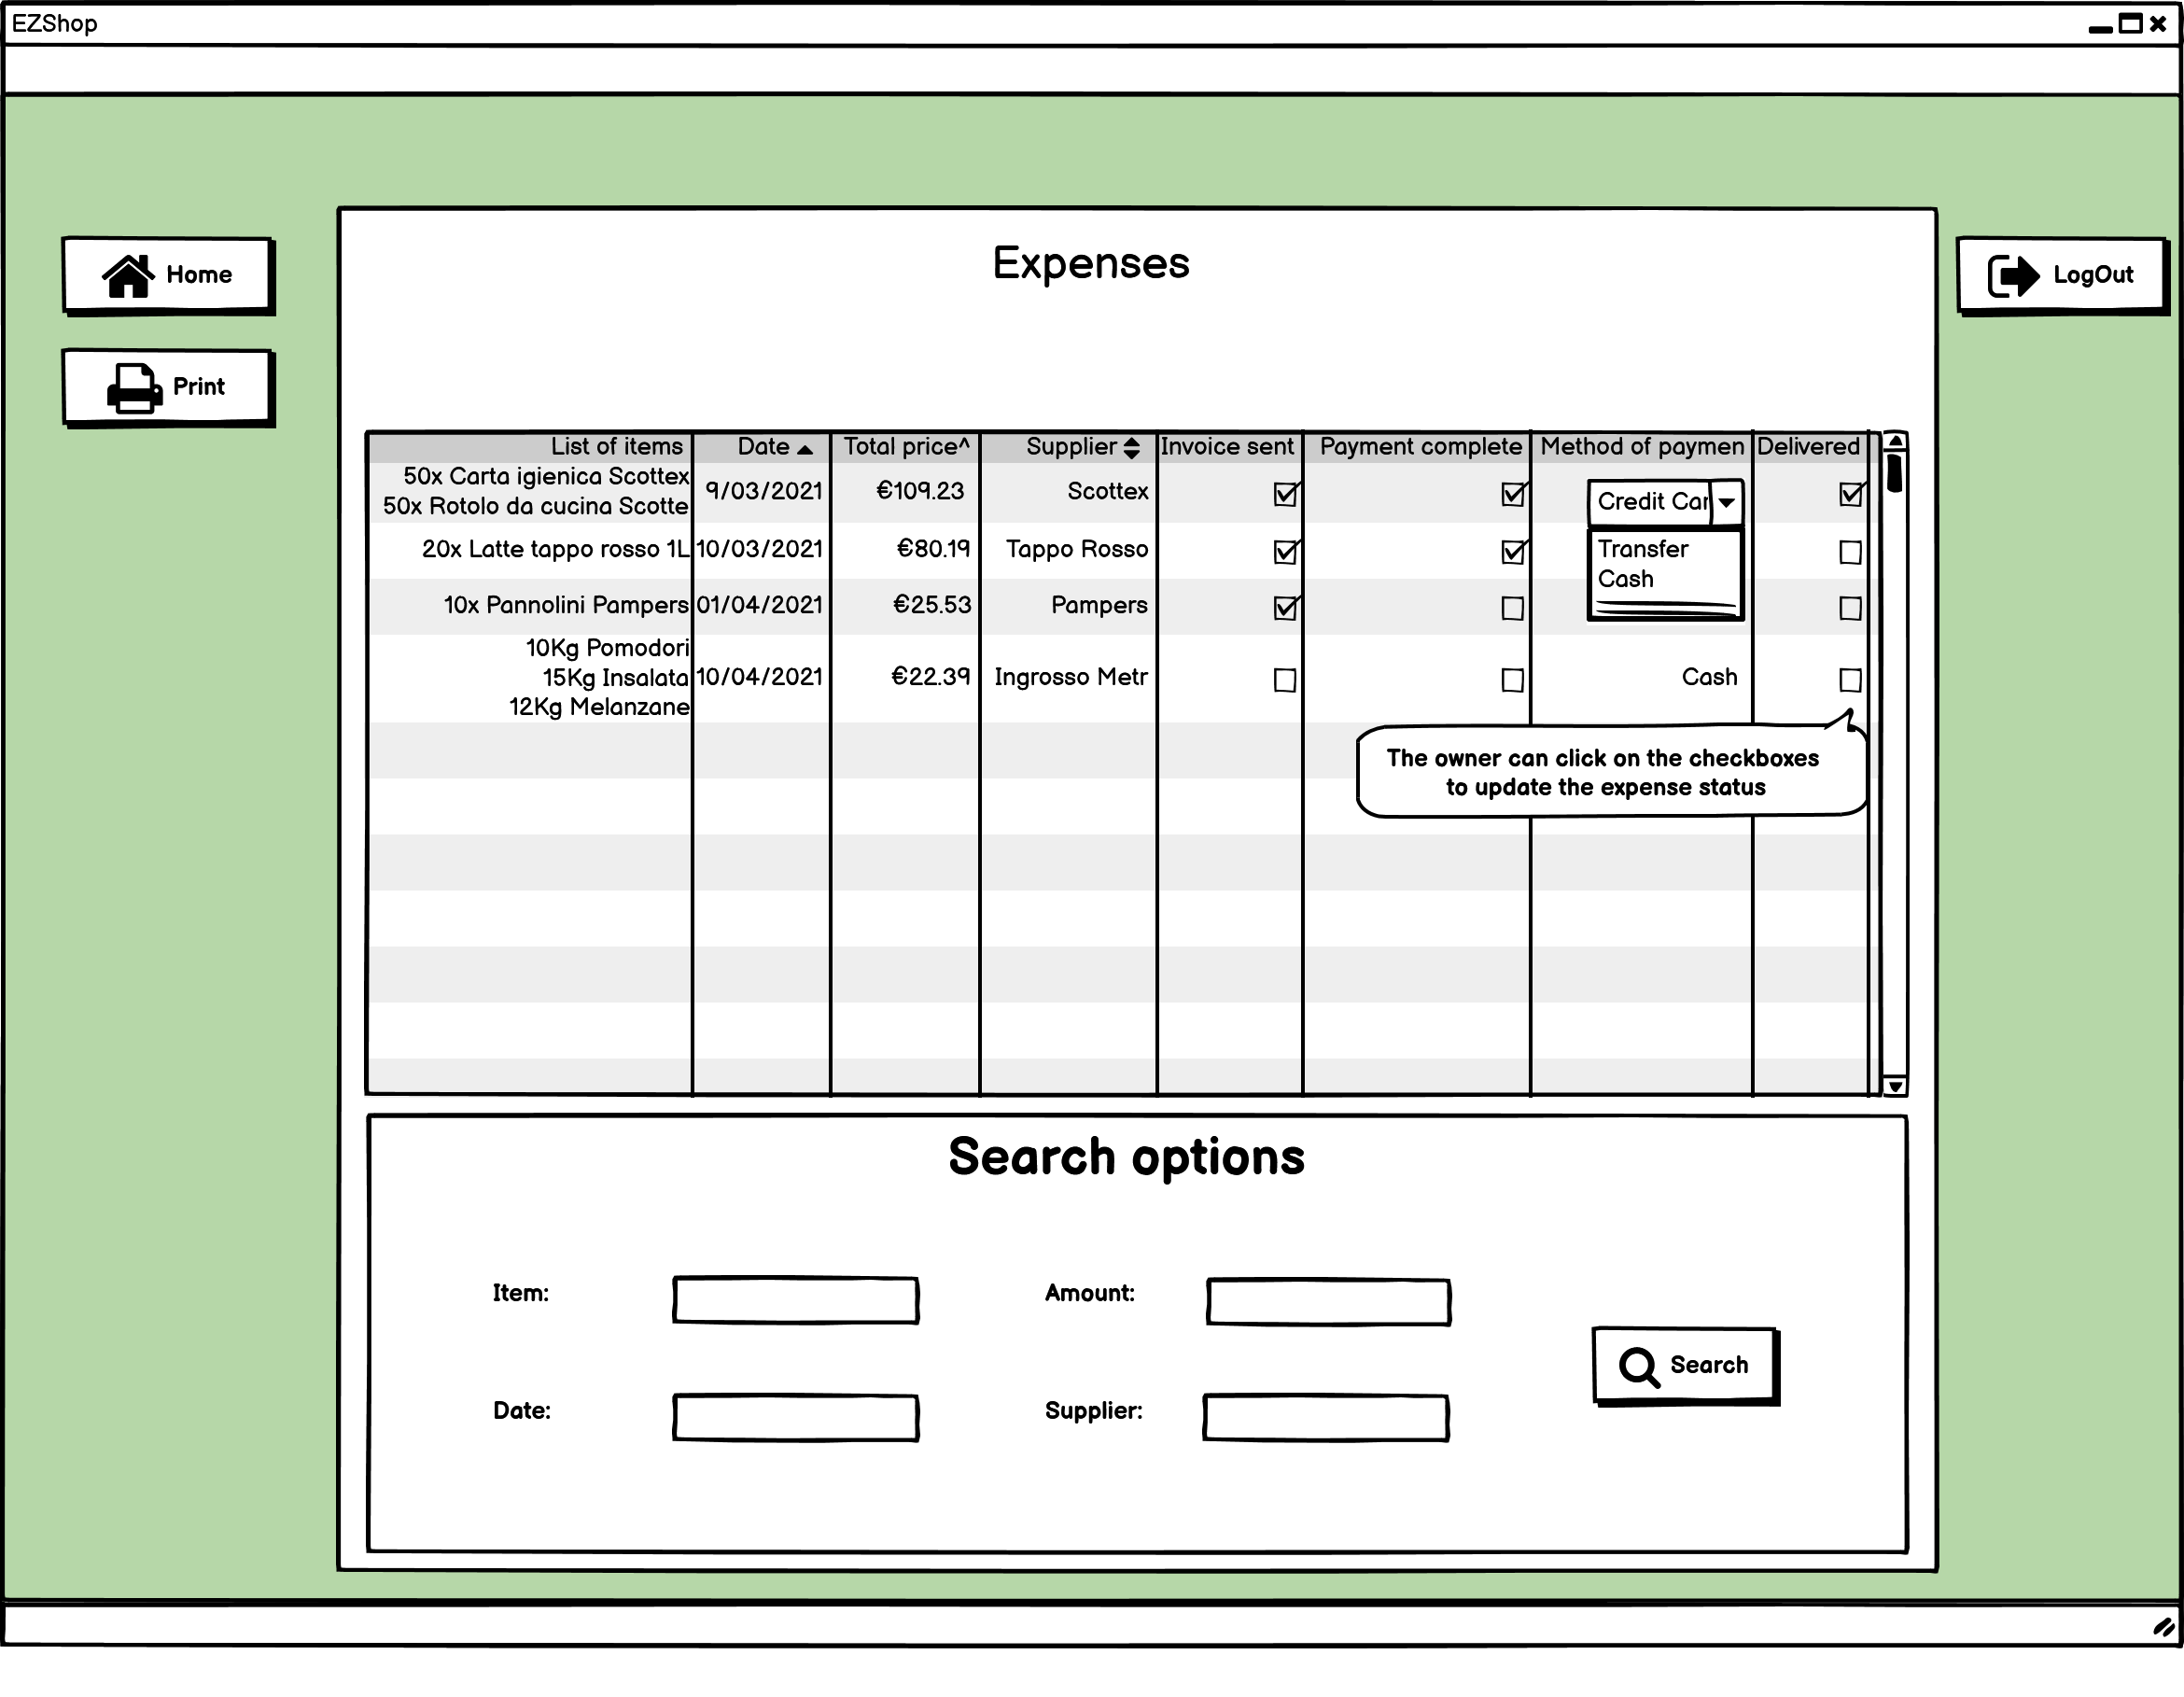 EZShop
Home
Print
LogOut
Expenses
List of items Date Total price^ Supplier Invoice sent Payment complete Method of paymen Delivered
50x Carta igienica Scottex
50x Rotolo da cucina Scotte
9/03/2021 €109.23 Scottex Credit Car
Transfer
Cash
20x Latte tappo rosso 1L 10/03/2021 €80.19 Tappo Rosso
10x Pannolini Pampers 01/04/2021 €25.53 Pampers
10Kg Pomodori
15Kg Insalata
12Kg Melanzane
10/04/2021 €22.39 Ingrosso Metr Cash
The owner can click on the checkboxes
to update the expense status
Search options
Item: Amount:
Date: Supplier:
Search